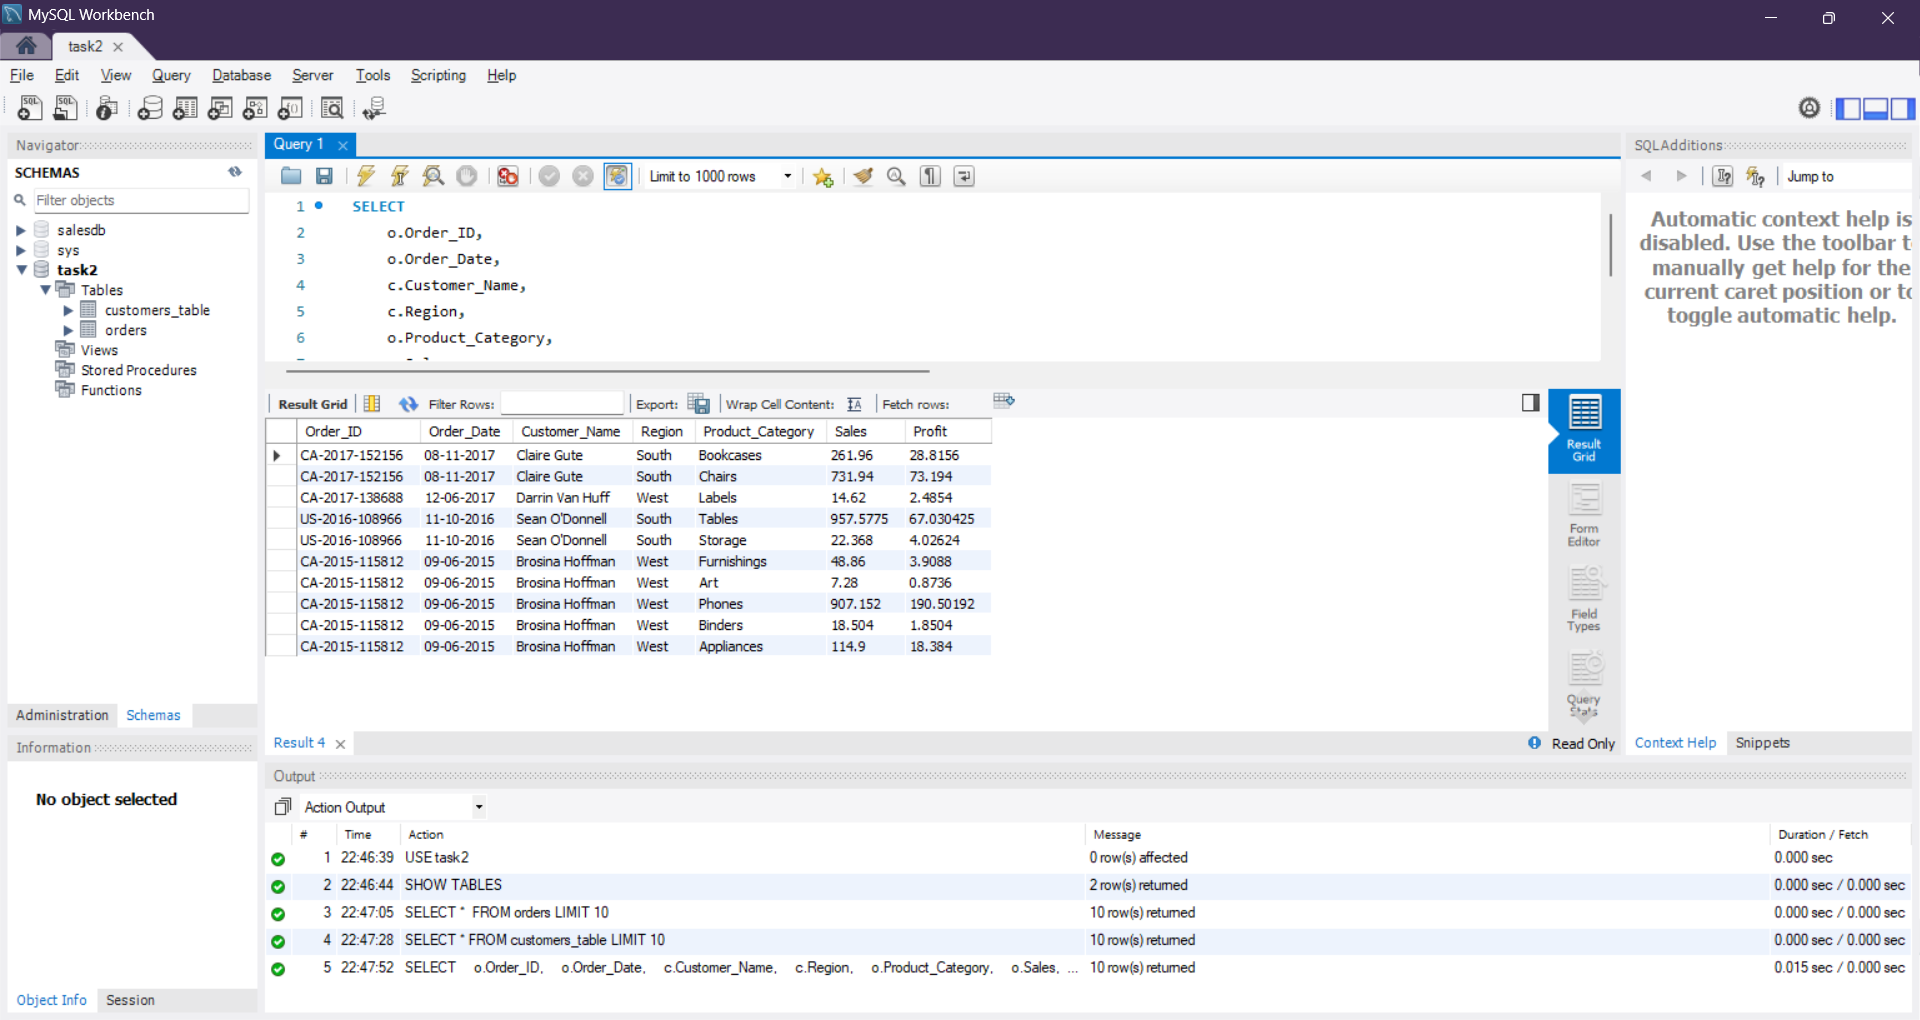 MySQL Workbench
task2
File Edit View Query Database Server Tools Scripting Help
Navigator
SCHEMAS
Filter objects
salesdb
sys
task2
Tables
customers_table
orders
Views
Stored Procedures
Functions
Administration Schemas
Information
No object selected
Object Info Session
Query 1
Limit to 1000 rows
1 SELECT
2 o.Order_ID,
3 o.Order_Date,
4 c.Customer_Name,
5 c.Region,
6 o.Product_Category,
Result Grid Filter Rows: Export: Wrap Cell Content: Fetch rows:
Order_ID Order_Date Customer_Name Region Product_Category Sales Profit
CA-2017-152156 08-11-2017 Claire Gute South Bookcases 261.96 28.8156
CA-2017-152156 08-11-2017 Claire Gute South Chairs 731.94 73.194
CA-2017-138688 12-06-2017 Darrin Van Huff West Labels 14.62 2.4854
US-2016-108966 11-10-2016 Sean O'Donnell South Tables 957.5775 67.030425
US-2016-108966 11-10-2016 Sean O'Donnell South Storage 22.368 4.02624
CA-2015-115812 09-06-2015 Brosina Hoffman West Furnishings 48.86 3.9088
CA-2015-115812 09-06-2015 Brosina Hoffman West Art 7.28 0.8736
CA-2015-115812 09-06-2015 Brosina Hoffman West Phones 907.152 190.50192
CA-2015-115812 09-06-2015 Brosina Hoffman West Binders 18.504 1.8504
CA-2015-115812 09-06-2015 Brosina Hoffman West Appliances 114.9 18.384
Result
Grid
Form
Editor
Field
Types
Query
Stats
Result 4
Read Only
SQLAdditions
Jump to
Automatic context help is
disabled. Use the toolbar t
manually get help for the
current caret position or to
toggle automatic help.
Context Help Snippets
Output
Action Output
# Time Action Message Duration / Fetch
1 22:46:39 USE task2 0 row(s) affected 0.000 sec
2 22:46:44 SHOW TABLES 2 row(s) returned 0.000 sec / 0.000 sec
3 22:47:05 SELECT * FROM orders LIMIT 10 10 row(s) returned 0.000 sec / 0.000 sec
4 22:47:28 SELECT * FROM customers_table LIMIT 10 10 row(s) returned 0.000 sec / 0.000 sec
5 22:47:52 SELECT o.Order_ID, o.Order_Date, c.Customer_Name, c.Region, o.Product_Category, o.Sales, ... 10 row(s) returned 0.015 sec / 0.000 sec